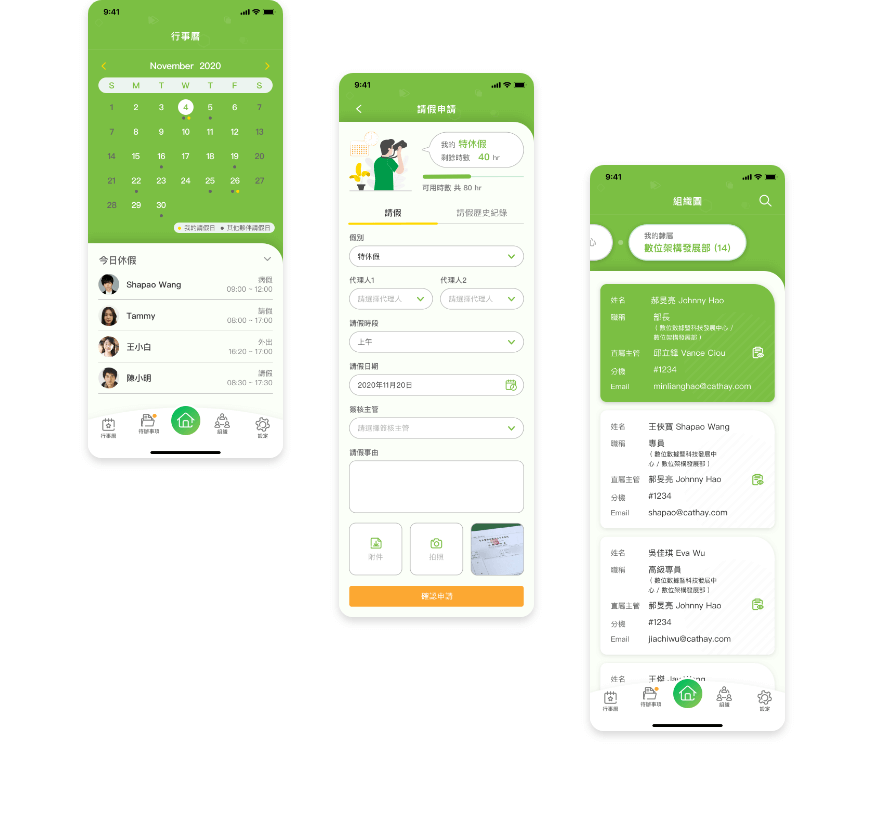 9:41
行事曆
November 2020
S M T W T F S
1 2 3 4 5 6 7
7 8 9 10 11 12 13
14 15 16 17 18 19 20
21 22 23 24 25 26 27
28 29 30
我的請假日 其他夥伴請假日
今日休假
Shapao Wang
病假
09:00 ~ 12:00
Tammy
請假
08:00 ~ 17:00
王小白
外出
16:20 ~ 17:00
陳小明
請假
08:30 ~ 17:30
行事曆 待辦事項 組織 設定
9:41
請假申請
我的 特休假
剩餘時數 40 hr
可用時數 共 80 hr
請假 請假歷史紀錄
假別
特休假
代理人1 代理人2
請選擇代理人 請選擇代理人
請假時段
上午
請假日期
2020年11月20日
簽核主管
請選擇簽核主管
請假事由
附件 拍照
確認申請
9:41
組織圖
心
我的隸屬
數位架構發展部 (14)
姓名 郝旻亮 Johnny Hao
職稱 部長
( 數位數據暨科技發展中心 /
數位架構發展部 )
直屬主管 邱立鋒 Vance Ciou
分機 #1234
Email minlianghao@cathay.com
姓名 王俠寶 Shapao Wang
職稱 專員
( 數位數據暨科技發展中
心 / 數位架構發展部 )
直屬主管 郝旻亮 Johnny Hao
分機 #1234
Email shapao@cathay.com
姓名 吳佳琪 Eva Wu
職稱 高級專員
( 數位數據暨科技發展中
心 / 數位架構發展部 )
直屬主管 郝旻亮 Johnny Hao
分機 #1234
Email jiachiwu@cathay.com
姓名 王傑 Jay Wang
行事曆 待辦事項 組織 設定